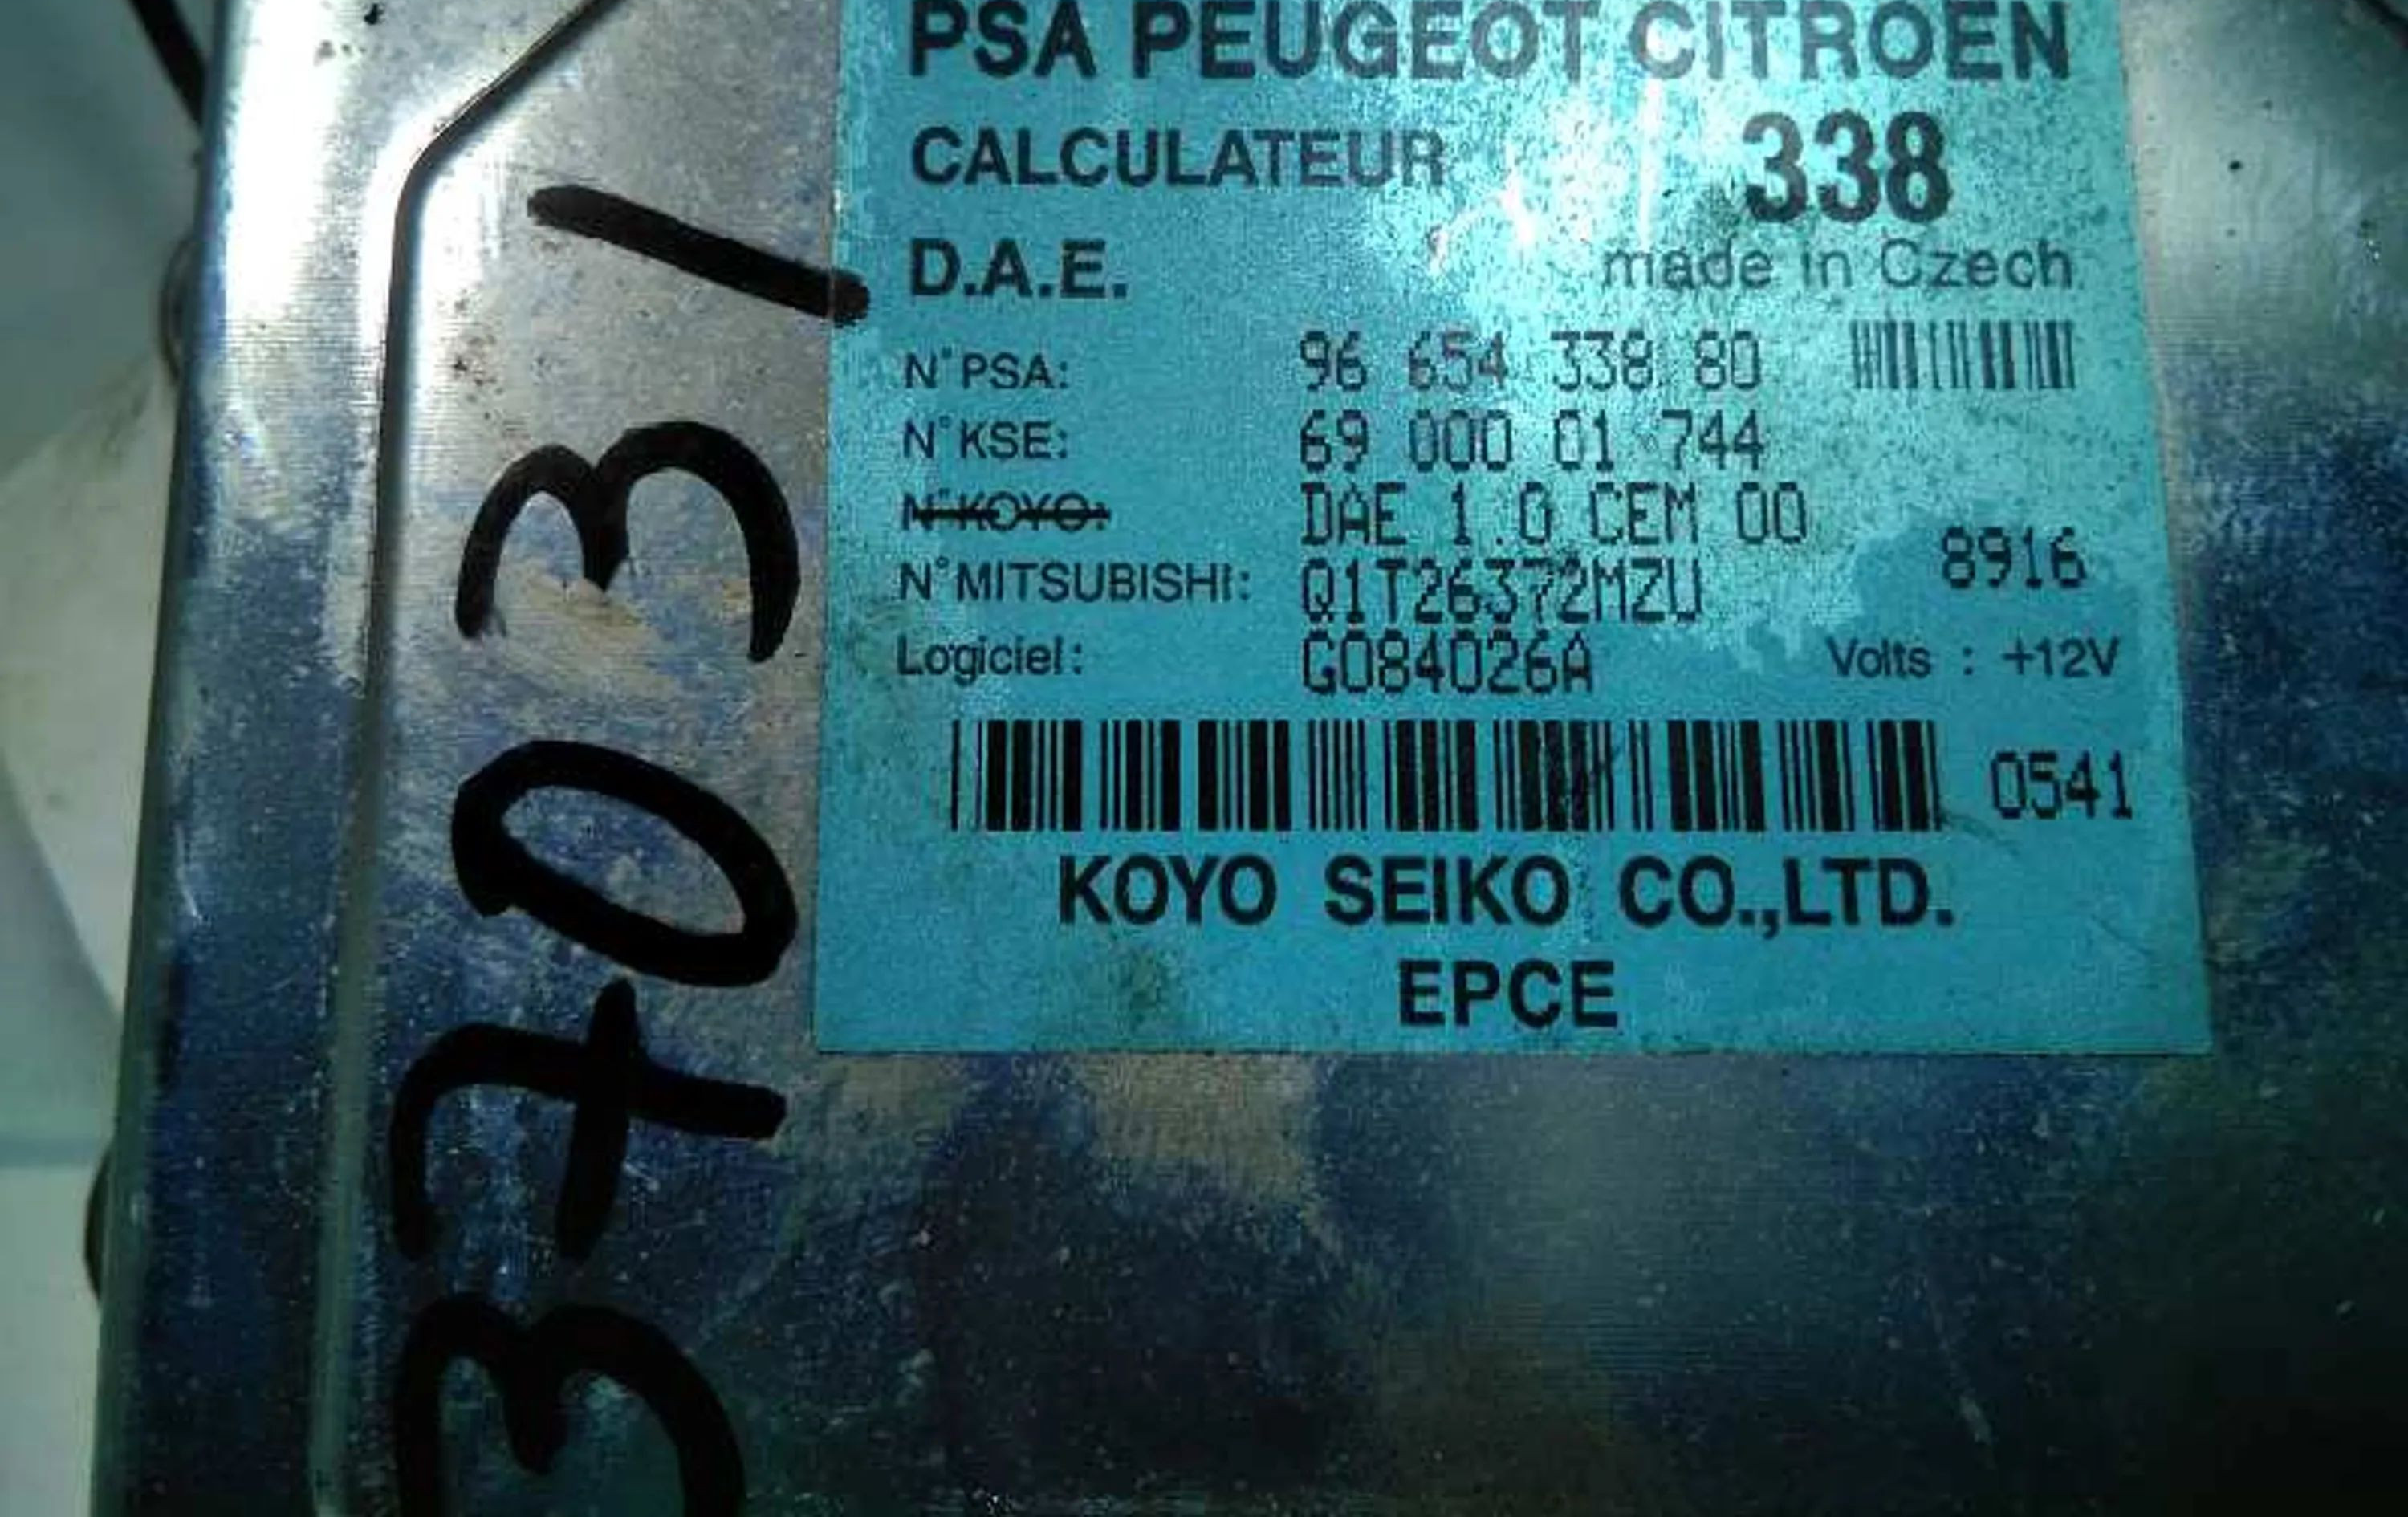 PSA PEUGEOT CITROEN
CALCULATEUR 338
D.A.E. made in Czech
N°PSA: 96 654 338 80
N°KSE: 69 000 01 744
N°KOYO: DAE 1.0 CEM 00
8916
N°MITSUBISHI: Q1T26372MZU
Logiciel: G084026A Volts : +12V
0541
KOYO SEIKO CO.,LTD.
EPCE
37031